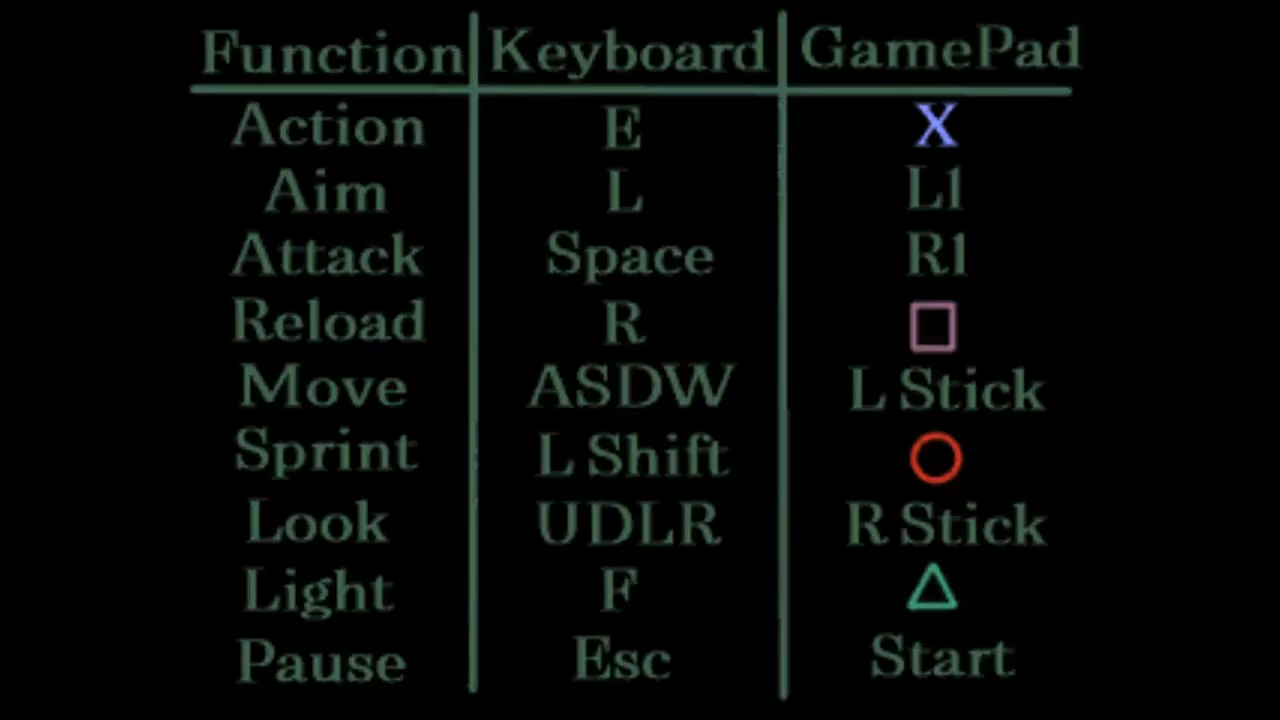 Function Keyboard GamePad
Action E X
Aim L L1
Attack Space R1
Reload R □
Move ASDW L Stick
Sprint L Shift ○
Look UDLR R Stick
Light F △
Pause Esc Start